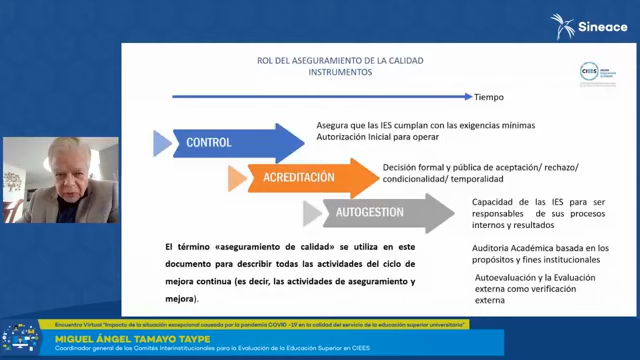 Sineace
ROL DEL ASEGURAMIENTO DE LA CALIDAD
INSTRUMENTOS
CIEES
Tiempo
CONTROL
Asegura que las IES cumplan con las exigencias mínimas
Autorización Inicial para operar
ACREDITACIÓN
Decisión formal y pública de aceptación/ rechazo/
condicionalidad/ temporalidad
AUTOGESTION
Capacidad de las IES para ser
responsables de sus procesos
internos y resultados
El término «aseguramiento de calidad» se utiliza en este
documento para describir todas las actividades del ciclo de
mejora continua (es decir, las actividades de aseguramiento y
mejora).
Auditoria Académica basada en los
propósitos y fines institucionales
Autoevaluación y la Evaluación
externa como verificación
externa
Encuentro Virtual "Impacto de la situación excepcional causada por la pandemia COVID -19 en la calidad del servicio de la educación superior universitaria"
MIGUEL ÁNGEL TAMAYO TAYPE
Coordinador general de los Comités Interinstitucionales para la Evaluación de la Educación Superior en CIEES